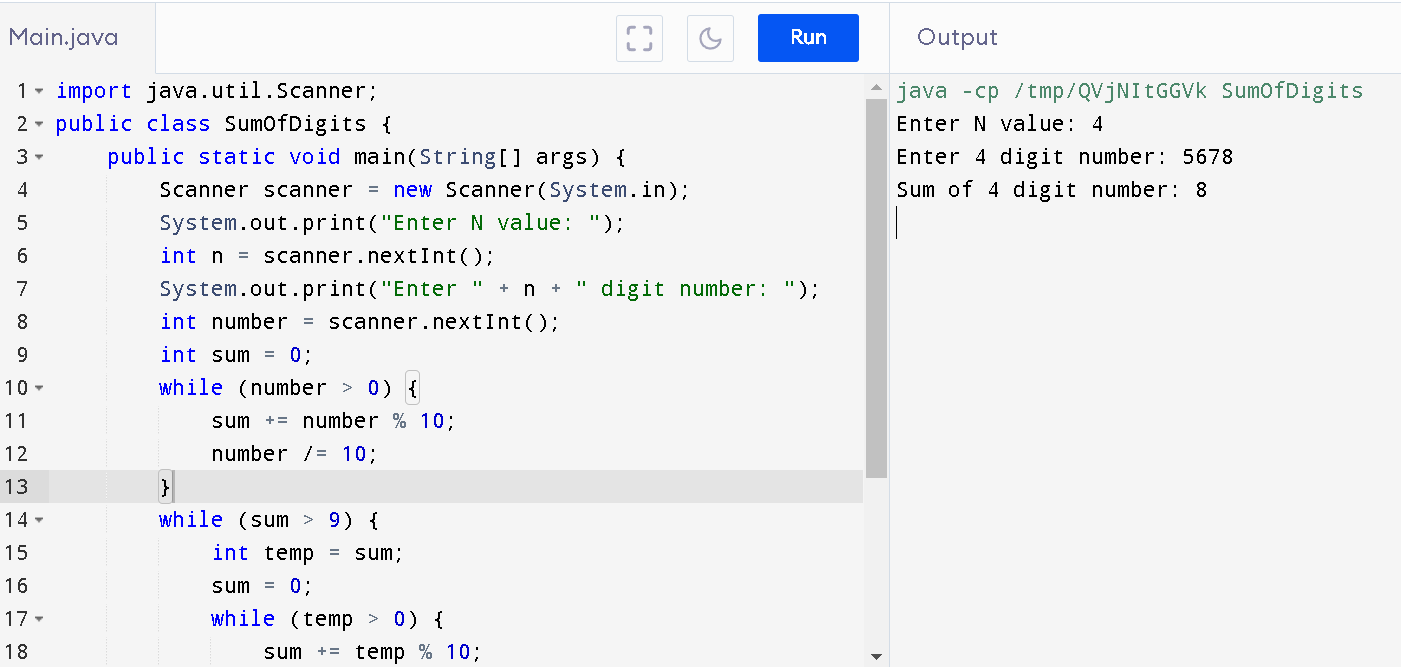 Main.java
Run
Output
1 import java.util.Scanner;
2 public class SumOfDigits {
3     public static void main(String[] args) {
4         Scanner scanner = new Scanner(System.in);
5         System.out.print("Enter N value: ");
6         int n = scanner.nextInt();
7         System.out.print("Enter " + n + " digit number: ");
8         int number = scanner.nextInt();
9         int sum = 0;
10         while (number > 0) {
11             sum += number % 10;
12             number /= 10;
13         }
14         while (sum > 9) {
15             int temp = sum;
16             sum = 0;
17             while (temp > 0) {
18                 sum += temp % 10;
java -cp /tmp/QVjNItGGVk SumOfDigits
Enter N value: 4
Enter 4 digit number: 5678
Sum of 4 digit number: 8